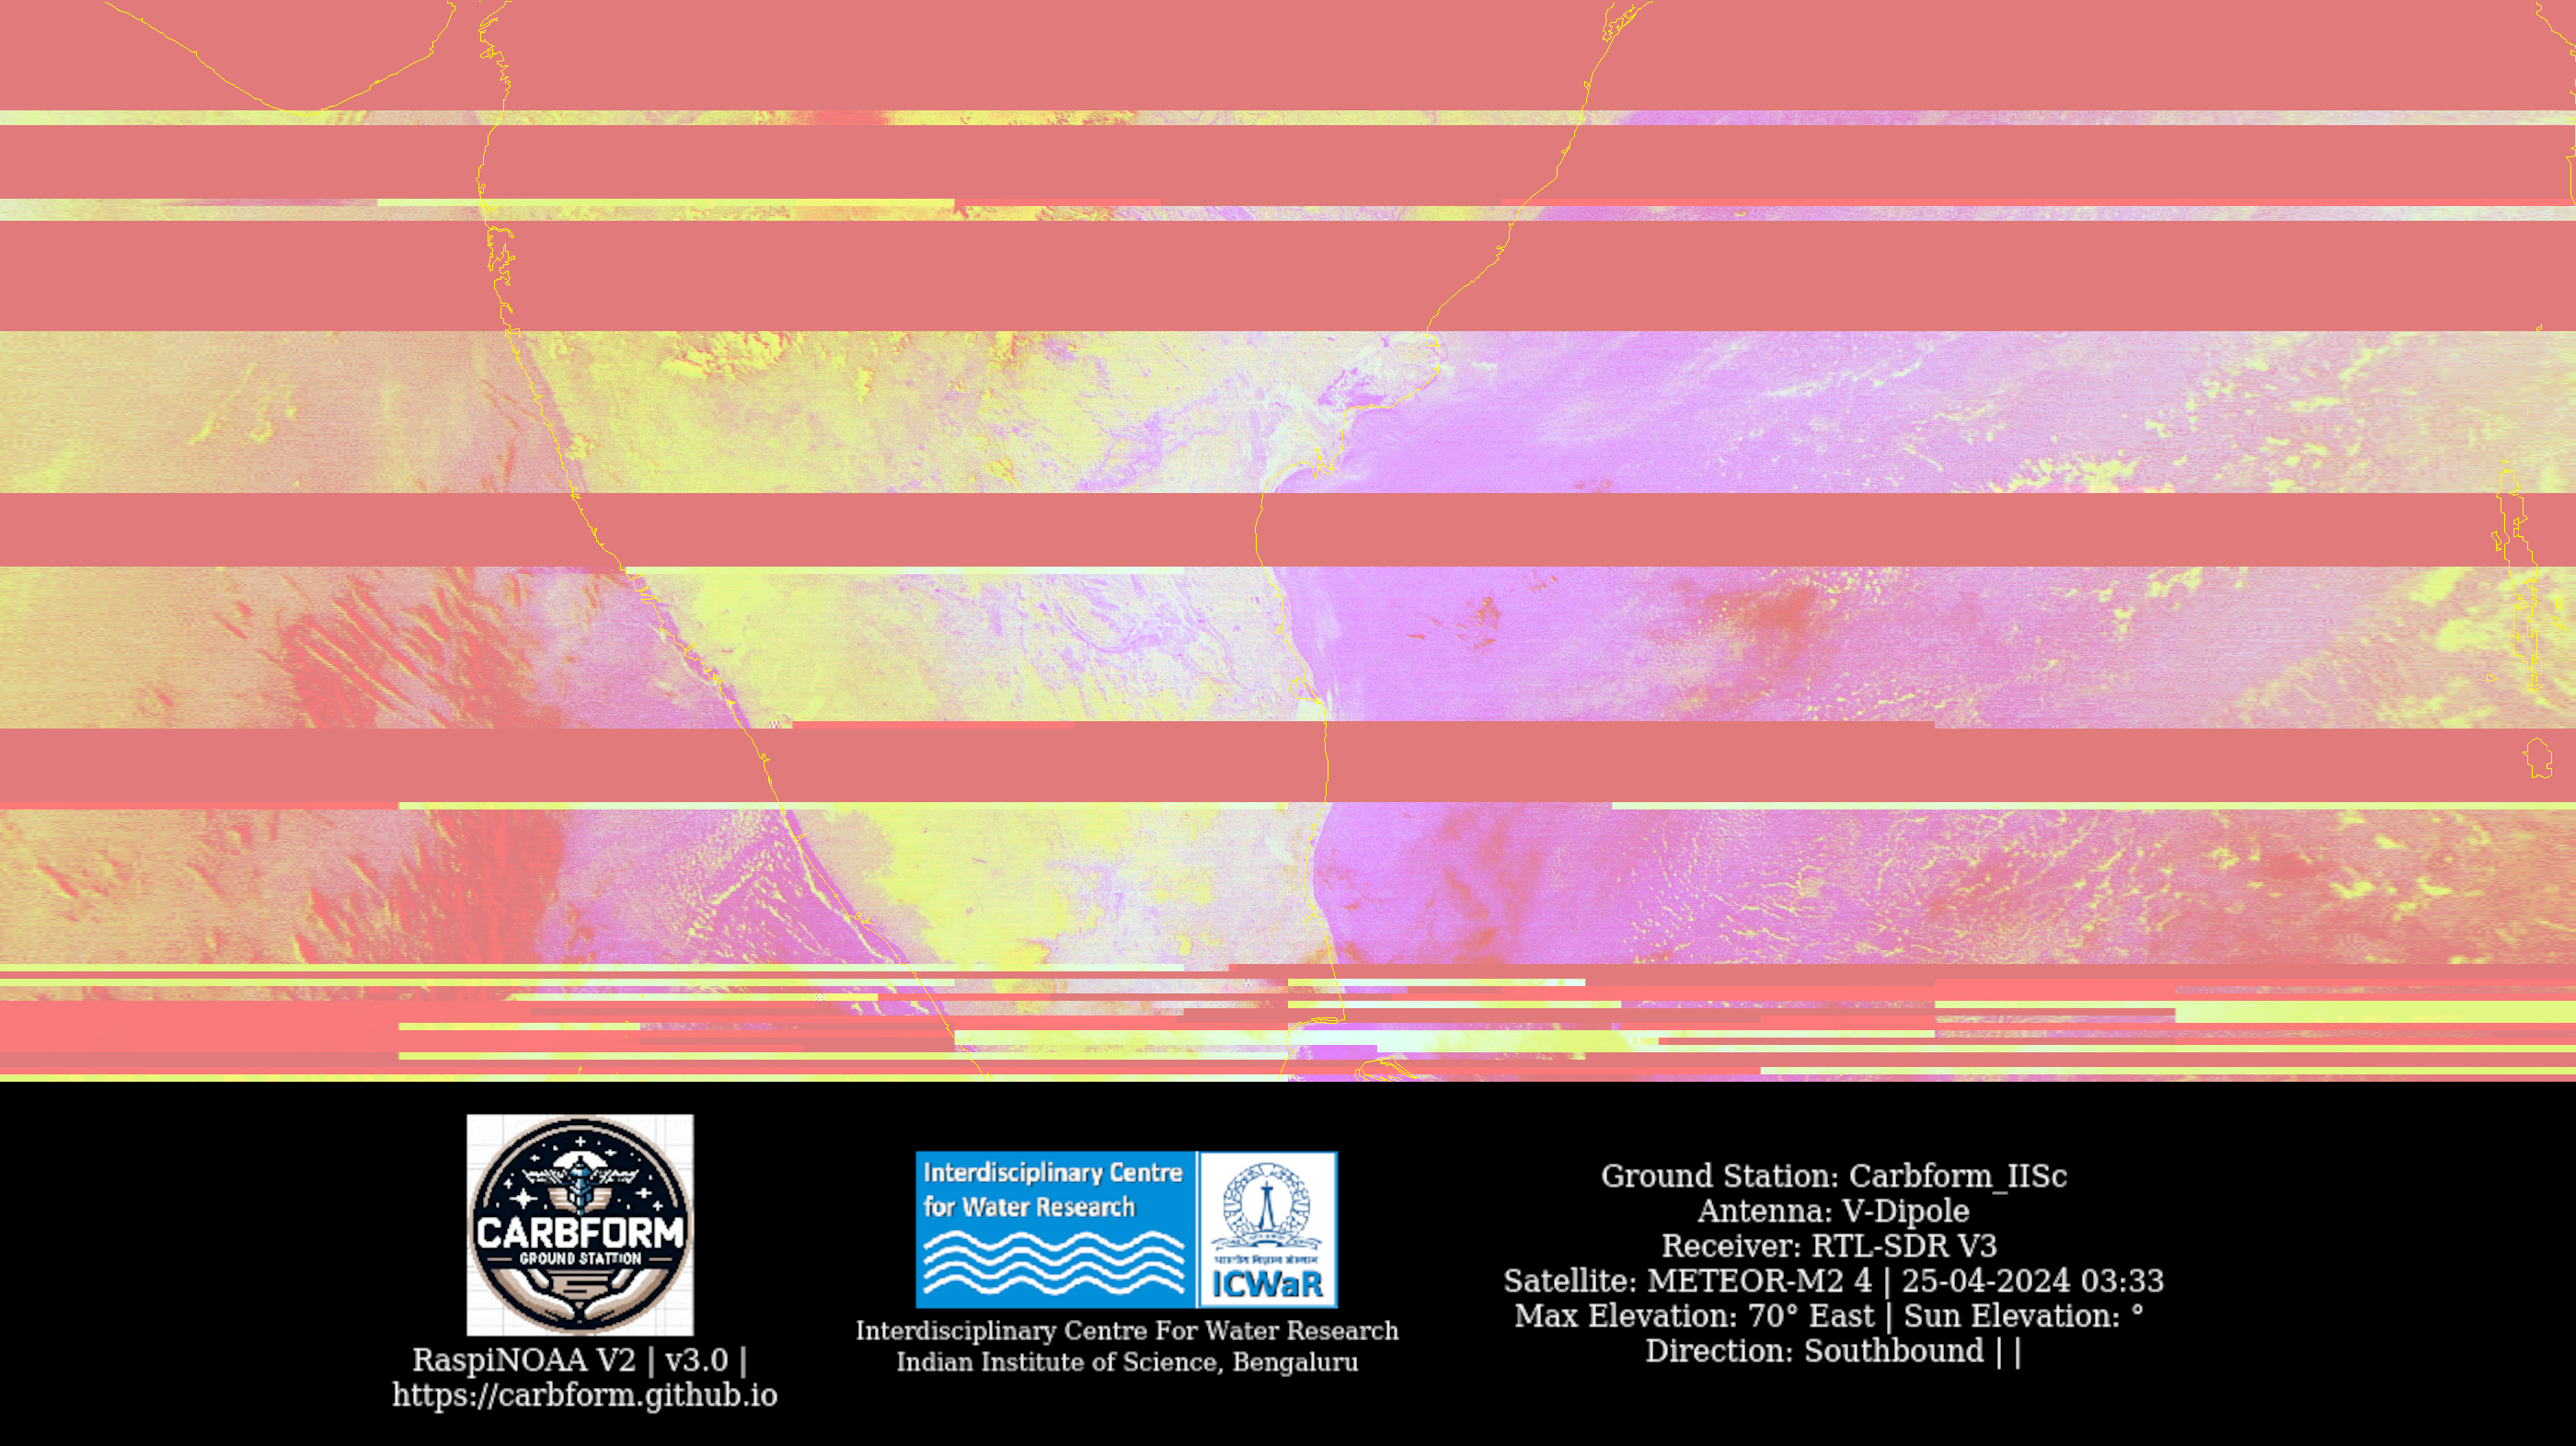 CARBFORM
GROUND STATTION
RaspiNOAA V2 | v3.0 |
https://carbform.github.io
Interdisciplinary Centre
for Water Research
ICWaR
Interdisciplinary Centre For Water Research
Indian Institute of Science, Bengaluru
Ground Station: Carbform_IISc
Antenna: V-Dipole
Receiver: RTL-SDR V3
Satellite: METEOR-M2 4 | 25-04-2024 03:33
Max Elevation: 70° East | Sun Elevation: °
Direction: Southbound | |